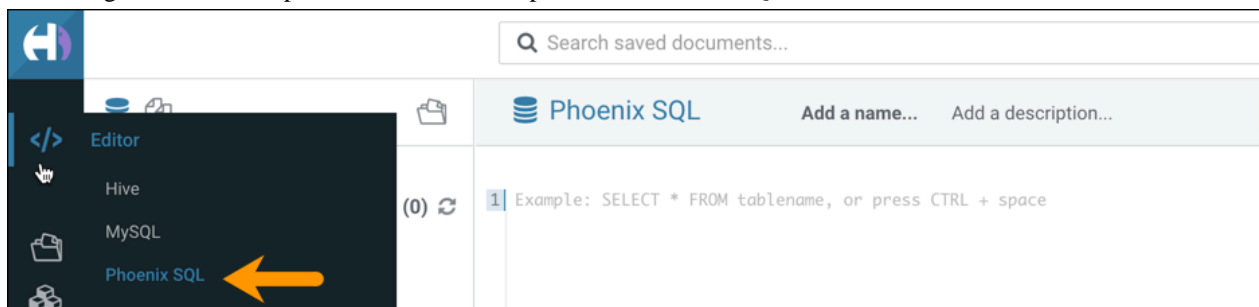 Search saved documents...
Phoenix SQL Add a name... Add a description...
</> Editor
Hive
(0)
MySQL
Phoenix SQL
1 Example: SELECT * FROM tablename, or press CTRL + space